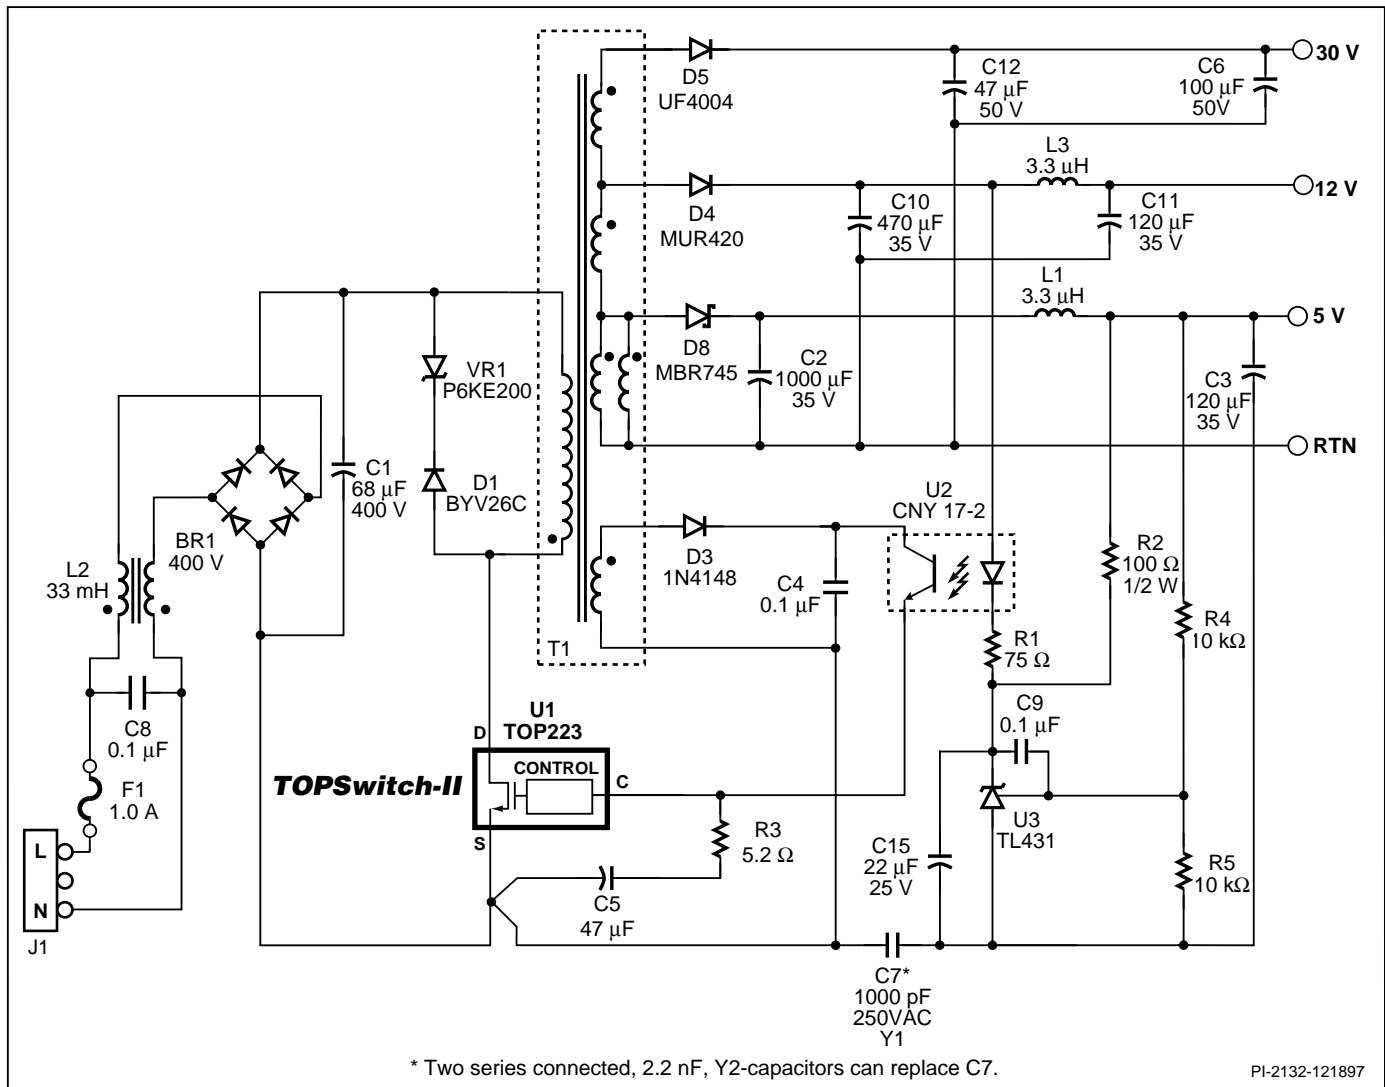 30 V
D5
UF4004
C12
47 µF
50 V
C6
100 µF
50V
L3
3.3 µH
12 V
D4
MUR420
C10
470 µF
35 V
C11
120 µF
35 V
L1
3.3 µH
5 V
D8
MBR745
C2
1000 µF
35 V
C3
120 µF
35 V
RTN
VR1
P6KE200
D1
BYV26C
C1
68 µF
400 V
BR1
400 V
L2
33 mH
C8
0.1 µF
F1
1.0 A
L
N
J1
T1
D3
1N4148
C4
0.1 µF
U2
CNY 17-2
R1
75 Ω
R2
100 Ω
1/2 W
R4
10 kΩ
C9
0.1 µF
U3
TL431
R5
10 kΩ
C15
22 µF
25 V
U1
TOP223
D
CONTROL
C
S
TOPSwitch-II
R3
5.2 Ω
C5
47 µF
C7*
1000 pF
250VAC
Y1
* Two series connected, 2.2 nF, Y2-capacitors can replace C7.
PI-2132-121897